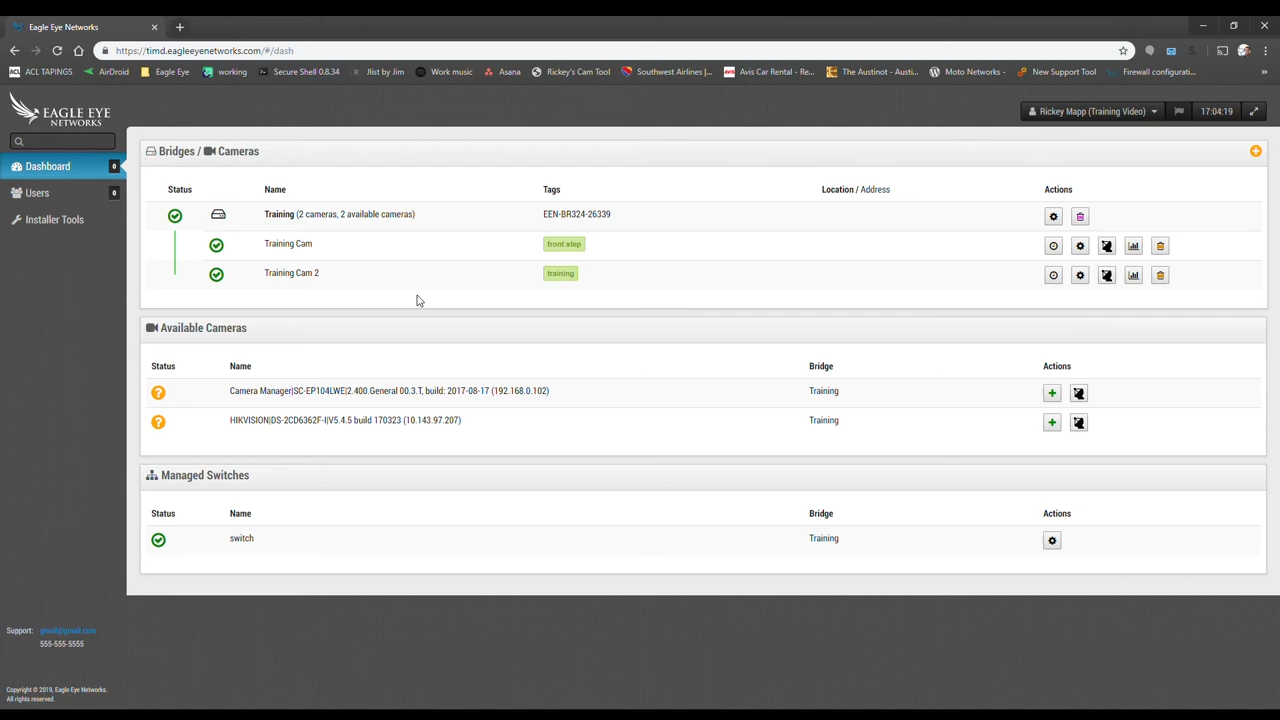 Eagle Eye Networks
https://timd.eagleeyenetworks.com/#/dash
ACL TAPINGS
AirDroid
Eagle Eye
working
Secure Shell 0.8.34
Jlist by Jim
Work music
Asana
Rickey's Cam Tool
Southwest Airlines |...
Avis Car Rental - Re...
The Austinot - Austi...
Moto Networks -
New Support Tool
Firewall configurati...
EAGLE EYE
NETWORKS
Rickey Mapp (Training Video)
17:04:19
Dashboard 0
Users 0
Installer Tools
Bridges / Cameras
Status Name Tags Location / Address Actions
Training (2 cameras, 2 available cameras) EEN-BR324-26339
Training Cam front step
Training Cam 2 training
Available Cameras
Status Name Bridge Actions
Camera Manager|SC-EP104LWE|2.400.General 00.3.T, build: 2017-08-17 (192.168.0.102) Training
HIKVISION|DS-2CD6362F-I|V5.4.5 build 170323 (10.143.97.207) Training
Managed Switches
Status Name Bridge Actions
switch Training
Support: gmail@gmail.com
555-555-5555
Copyright © 2019, Eagle Eye Networks.
All rights reserved.